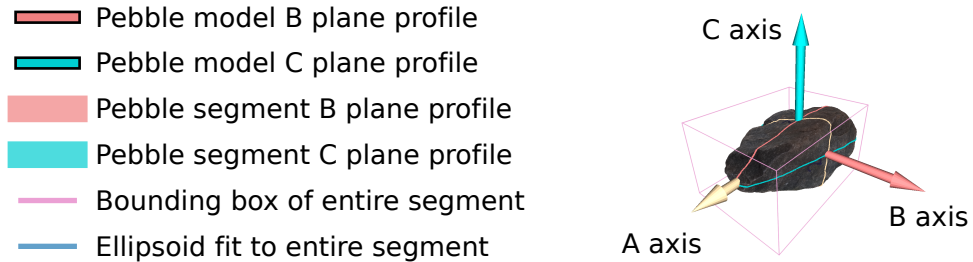 Pebble model B plane profile
Pebble model C plane profile
Pebble segment B plane profile
Pebble segment C plane profile
Bounding box of entire segment
Ellipsoid fit to entire segment
C axis
B axis
A axis